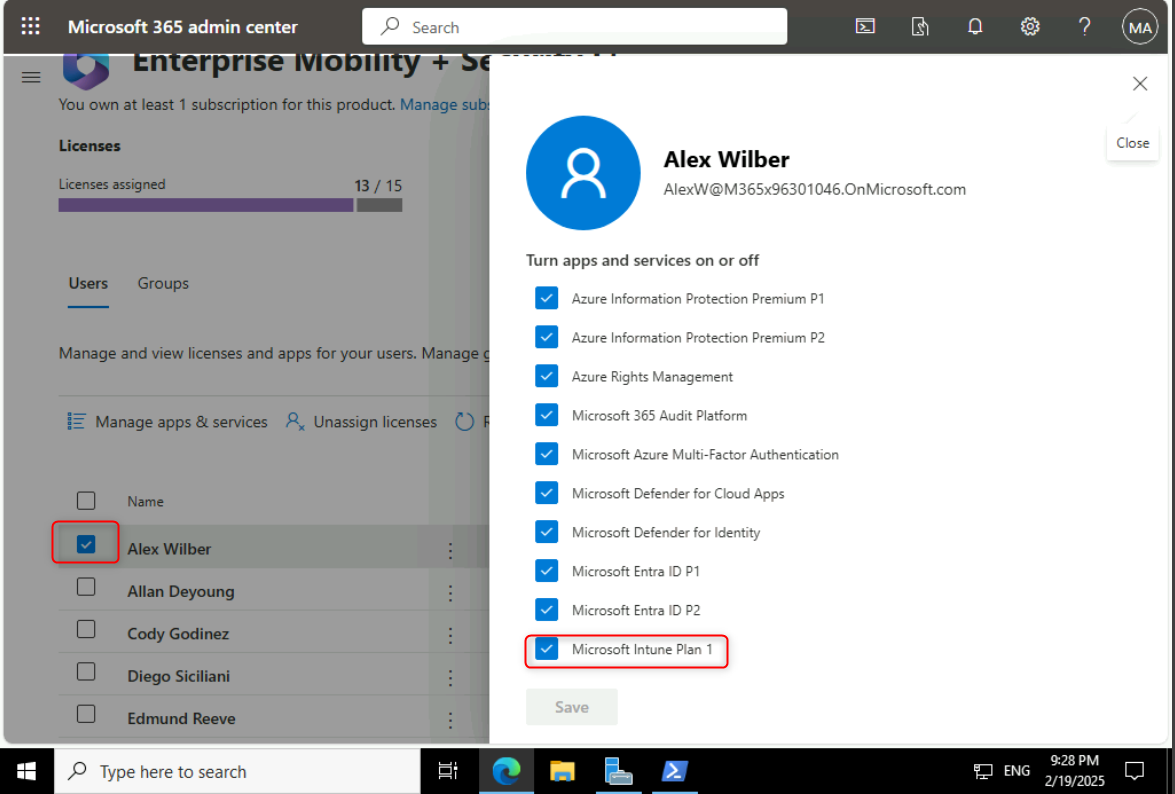 Microsoft 365 admin center
Search
MA
Enterprise Mobility + Se
You own at least 1 subscription for this product. Manage subs
Licenses
Licenses assigned
13 / 15
Users
Groups
Manage and view licenses and apps for your users. Manage g
Manage apps & services
Unassign licenses
R
Name
Alex Wilber
Allan Deyoung
Cody Godinez
Diego Siciliani
Edmund Reeve
Close
Alex Wilber
AlexW@M365x96301046.OnMicrosoft.com
Turn apps and services on or off
Azure Information Protection Premium P1
Azure Information Protection Premium P2
Azure Rights Management
Microsoft 365 Audit Platform
Microsoft Azure Multi-Factor Authentication
Microsoft Defender for Cloud Apps
Microsoft Defender for Identity
Microsoft Entra ID P1
Microsoft Entra ID P2
Microsoft Intune Plan 1
Save
Type here to search
ENG
9:28 PM
2/19/2025